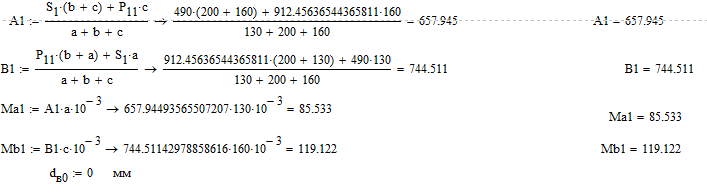 A1 := (S₁·(b + c) + P₁₁·c)/(a + b + c) → (490·(200 + 160) + 912.45636544365811·160)/(130 + 200 + 160) = 657.945 A1 = 657.945
B1 := (P₁₁·(b + a) + S₁·a)/(a + b + c) → (912.45636544365811·(200 + 130) + 490·130)/(130 + 200 + 160) = 744.511 B1 = 744.511
Ma1 := A1·a·10⁻³ → 657.94493565507207·130·10⁻³ = 85.533 Ma1 = 85.533
Mb1 := B1·c·10⁻³ → 744.51142978858616·160·10⁻³ = 119.122 Mb1 = 119.122
d_в0 := 0 мм